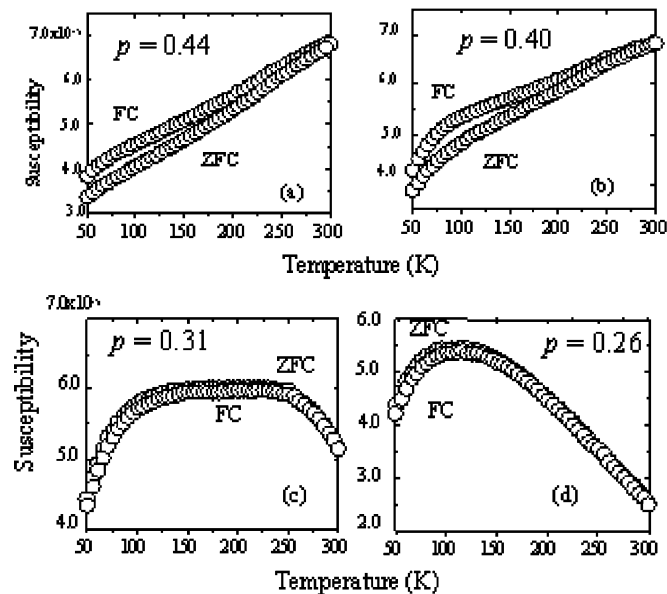 7.0x10⁻⁵
p = 0.44
6.0
FC
5.0
4.0
ZFC
3.0
(a)
50 100 150 200 250 300
Susceptibility
7.0
p = 0.40
6.0
FC
5.0
ZFC
4.0
(b)
50 100 150 200 250 300
Temperature (K)
7.0x10
p = 0.31
6.0
ZFC
FC
5.0
4.0
(c)
50 100 150 200 250 300
Susceptibility
6.0
ZFC
p = 0.26
5.0
4.0
FC
3.0
2.0
(d)
50 100 150 200 250 300
Temperature (K)